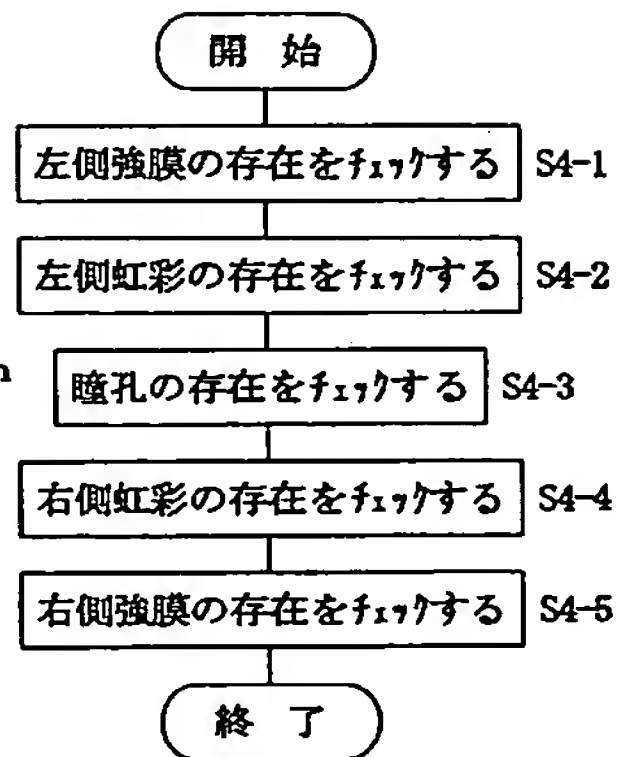 開 始
左側強膜の存在をチェックする S4-1
左側虹彩の存在をチェックする S4-2
瞳孔の存在をチェックする S4-3
右側虹彩の存在をチェックする S4-4
右側強膜の存在をチェックする S4-5
終 了